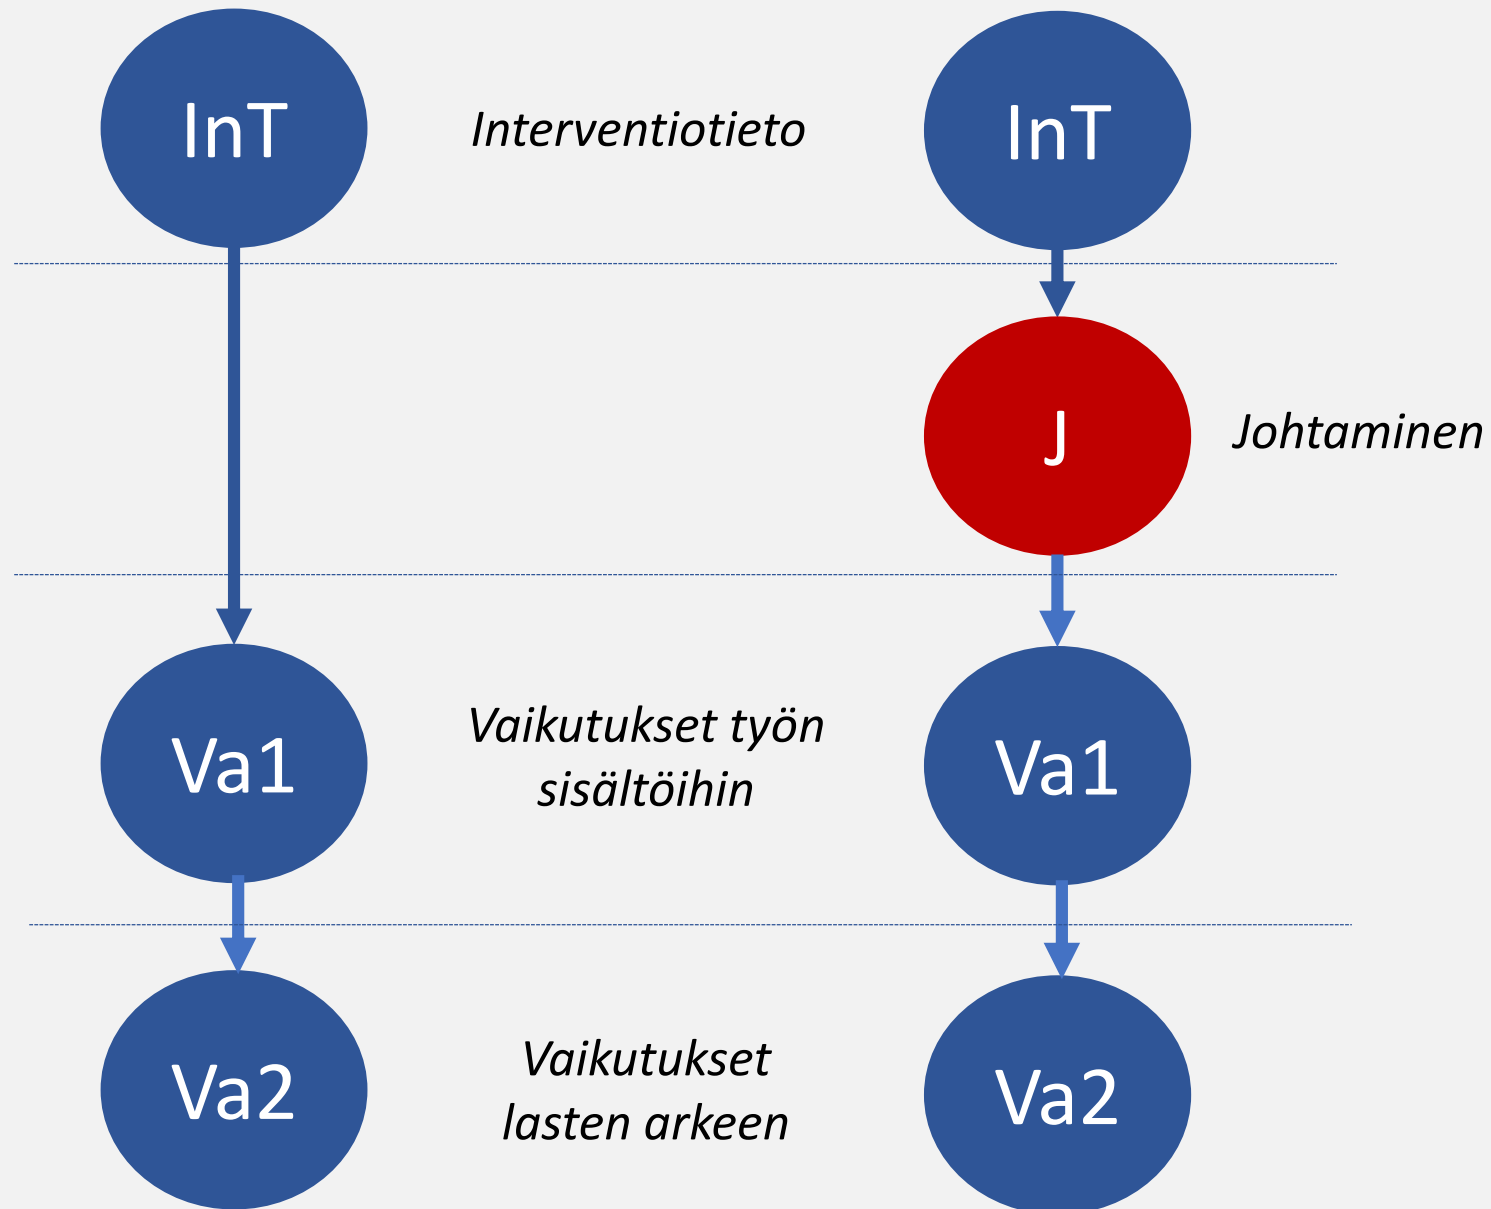 InT
Interventiotieto
InT
J
Johtaminen
Va1
Vaikutukset työn
sisältöihin
Va1
Va2
Vaikutukset
lasten arkeen
Va2